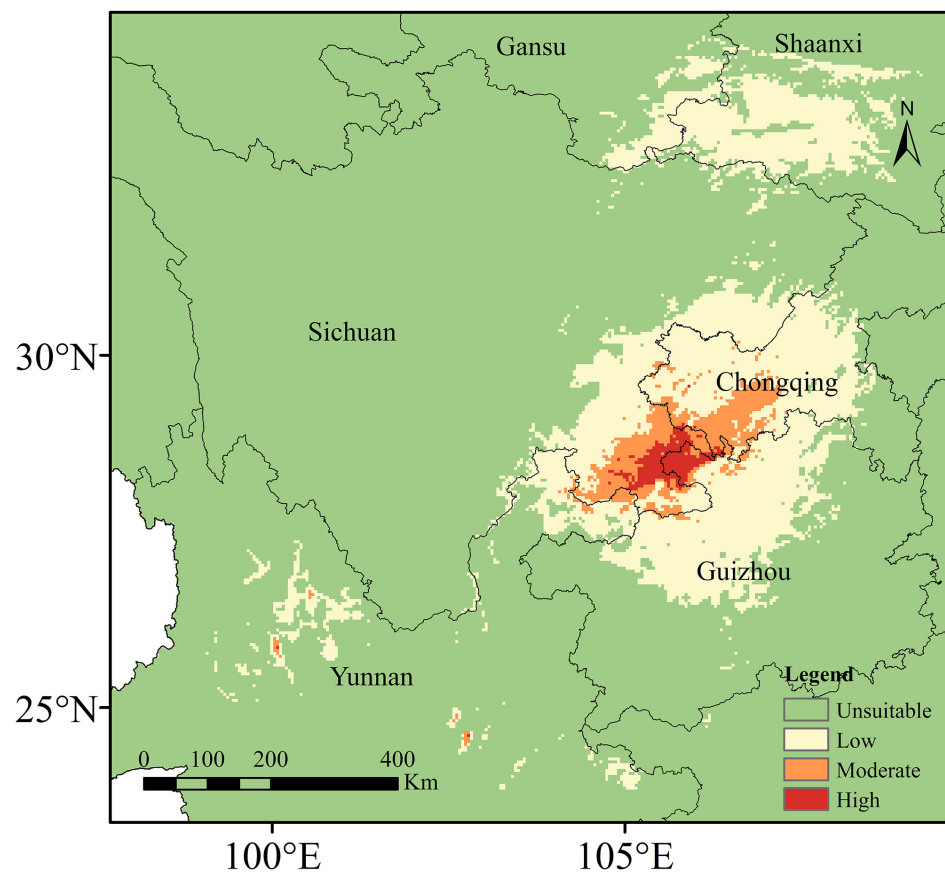 Gansu
Shaanxi
N
Sichuan
30°N
Chongqing
Guizhou
Yunnan
25°N
Legend
Unsuitable
Low
Moderate
High
0 100 200 400
Km
100°E
105°E